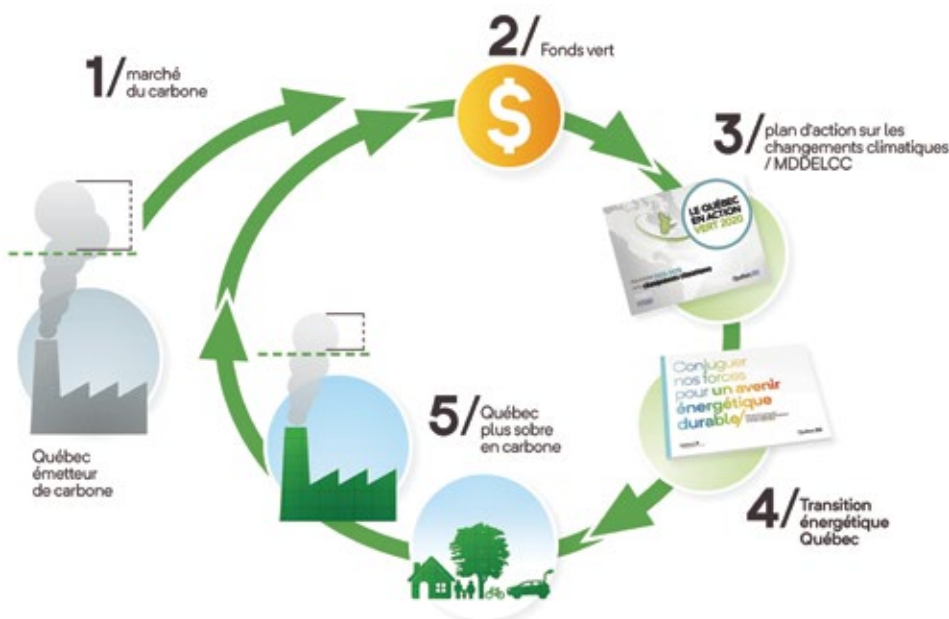 1/ marché
du carbone
2/ Fonds vert
$
3/ plan d'action sur les
changements climatiques
/ MDDELCC
LE QUÉBEC
EN ACTION
VERT 2020
changements climatiques
Conjuguer
nos forces
pour un avenir
énergétique
durable/
4/ Transition
énergétique
Québec
5/ Québec
plus sobre
en carbone
Québec
émetteur
de carbone